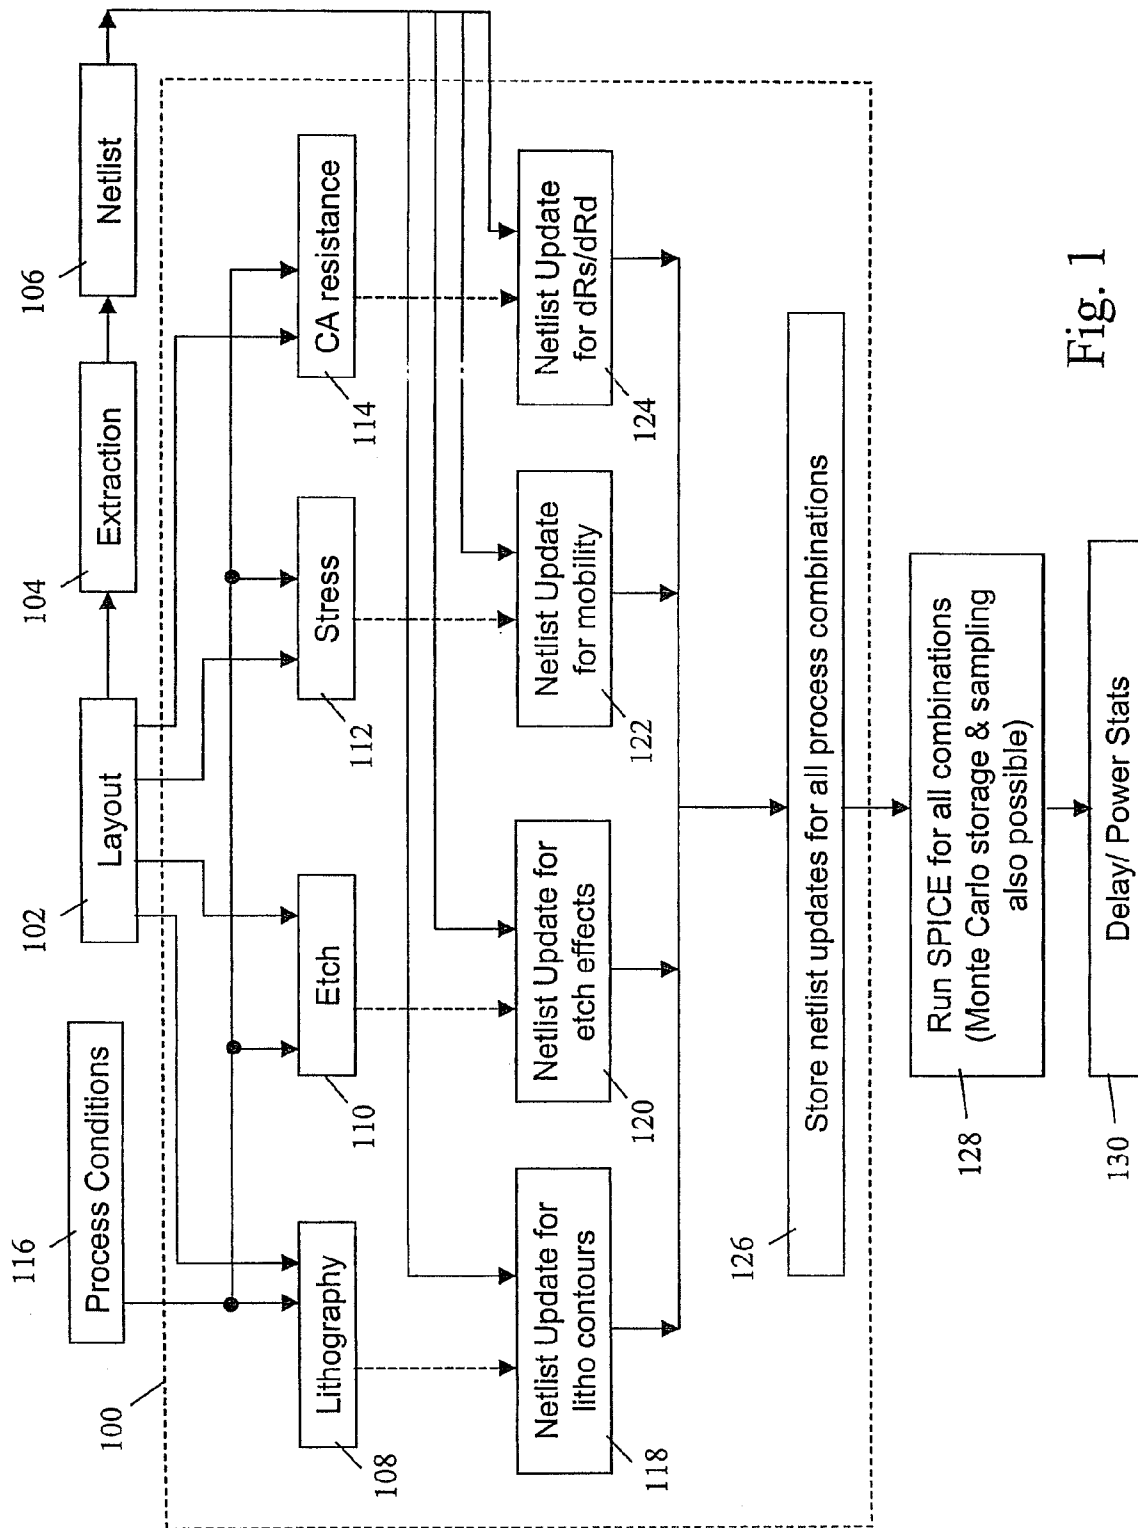 116
Process Conditions
102
Layout
104
Extraction
106
Netlist
100
Lithography
108
Etch
110
Stress
112
CA resistance
114
Netlist Update for
litho contours
118
Netlist Update for
etch effects
120
Netlist Update
for mobility
122
Netlist Update
for dRs/dRd
124
126
Store netlist updates for all process combinations
128
Run SPICE for all combinations
(Monte Carlo storage & sampling
also possible)
130
Delay/ Power Stats
Fig. 1